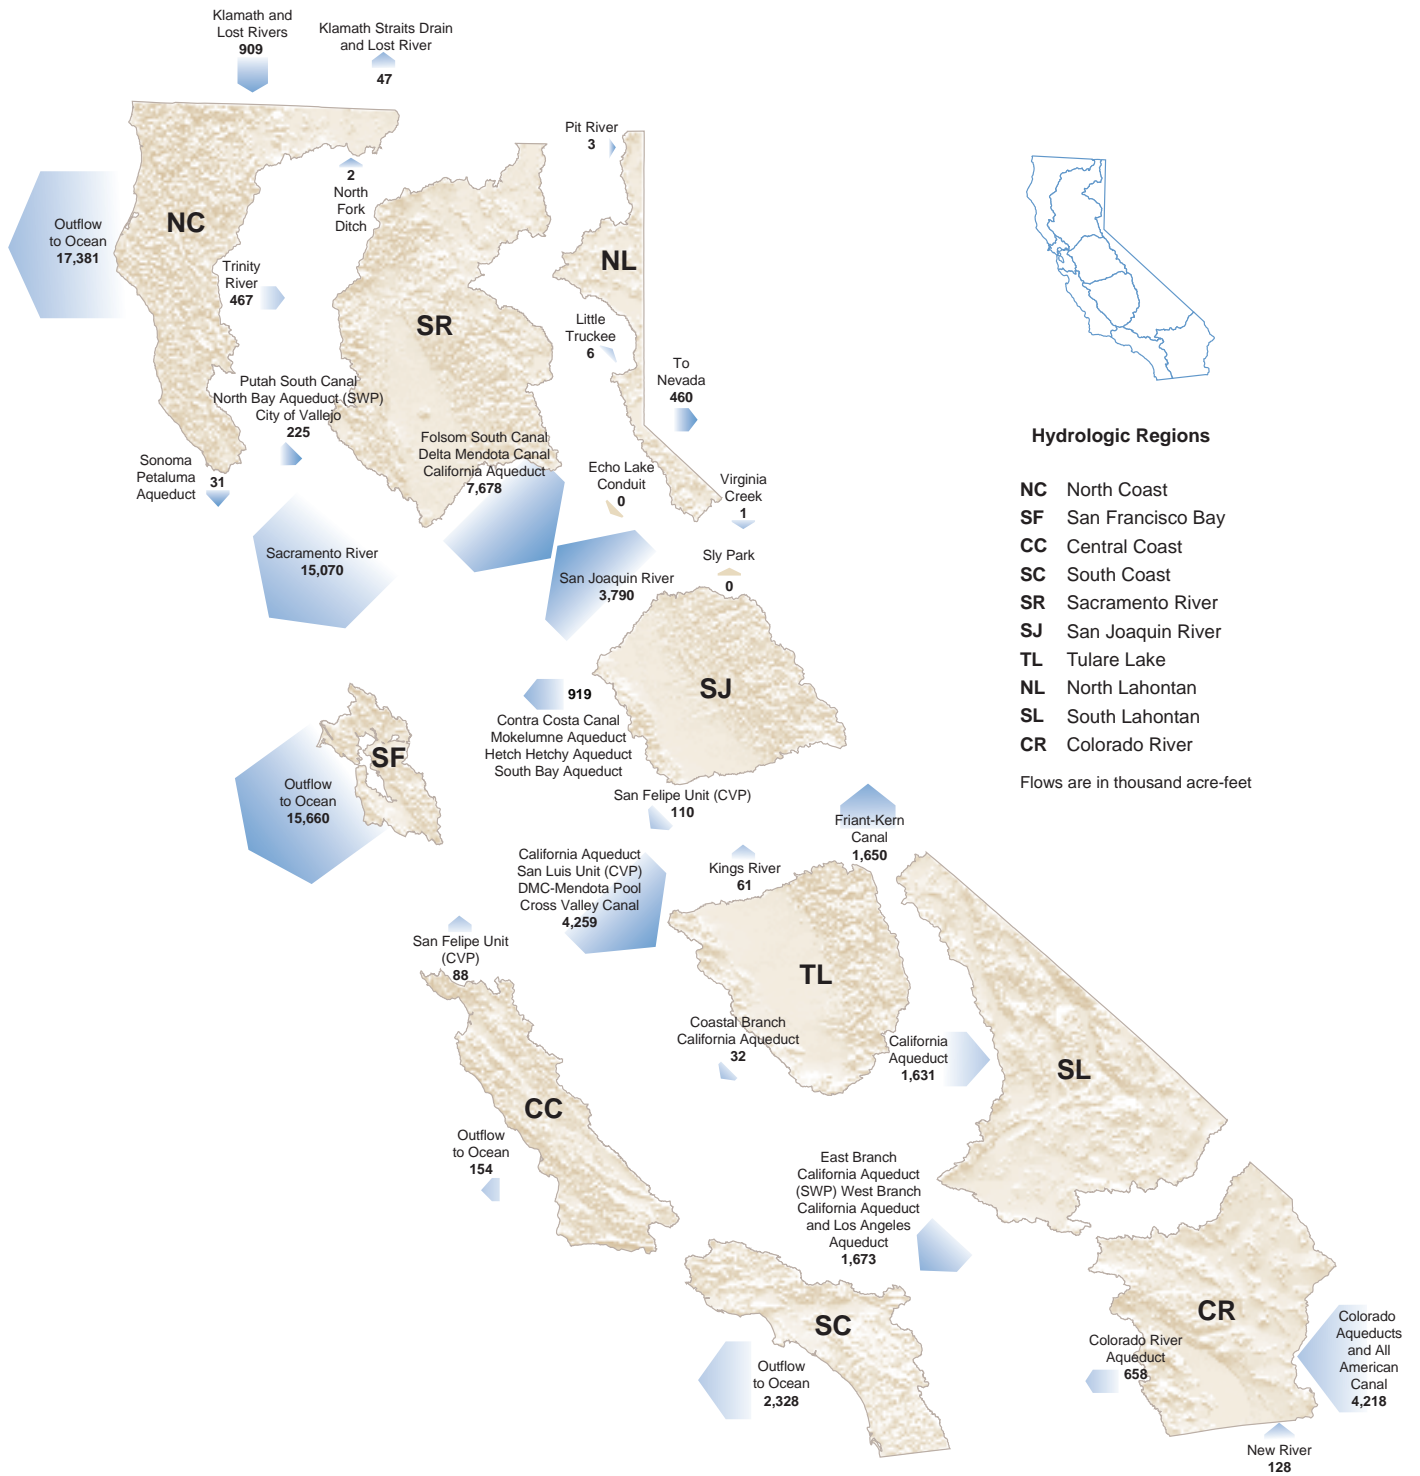 Klamath and
Lost Rivers
909
Klamath Straits Drain
and Lost River
47
Pit River
3
2
North
Fork
Ditch
NC
Outflow
to Ocean
17,381
Trinity
River
467
NL
SR
Little
Truckee
6
To
Nevada
460
Putah South Canal
North Bay Aqueduct (SWP)
City of Vallejo
225
Folsom South Canal
Delta Mendota Canal
California Aqueduct
7,678
Sonoma
Petaluma
Aqueduct
31
Echo Lake
Conduit
0
Virginia
Creek
1
Sacramento River
15,070
San Joaquin River
3,790
Sly Park
0
SJ
919
Contra Costa Canal
Mokelumne Aqueduct
Hetch Hetchy Aqueduct
South Bay Aqueduct
SF
Outflow
to Ocean
15,660
San Felipe Unit (CVP)
110
Friant-Kern
Canal
1,650
California Aqueduct
San Luis Unit (CVP)
DMC-Mendota Pool
Cross Valley Canal
4,259
Kings River
61
San Felipe Unit
(CVP)
88
TL
Coastal Branch
California Aqueduct
32
California
Aqueduct
1,631
SL
CC
Outflow
to Ocean
154
East Branch
California Aqueduct
(SWP) West Branch
California Aqueduct
and Los Angeles
Aqueduct
1,673
SC
Outflow
to Ocean
2,328
CR
Colorado River
Aqueduct
658
Colorado
Aqueducts
and All
American
Canal
4,218
New River
128
Hydrologic Regions
NC North Coast
SF San Francisco Bay
CC Central Coast
SC South Coast
SR Sacramento River
SJ San Joaquin River
TL Tulare Lake
NL North Lahontan
SL South Lahontan
CR Colorado River
Flows are in thousand acre-feet